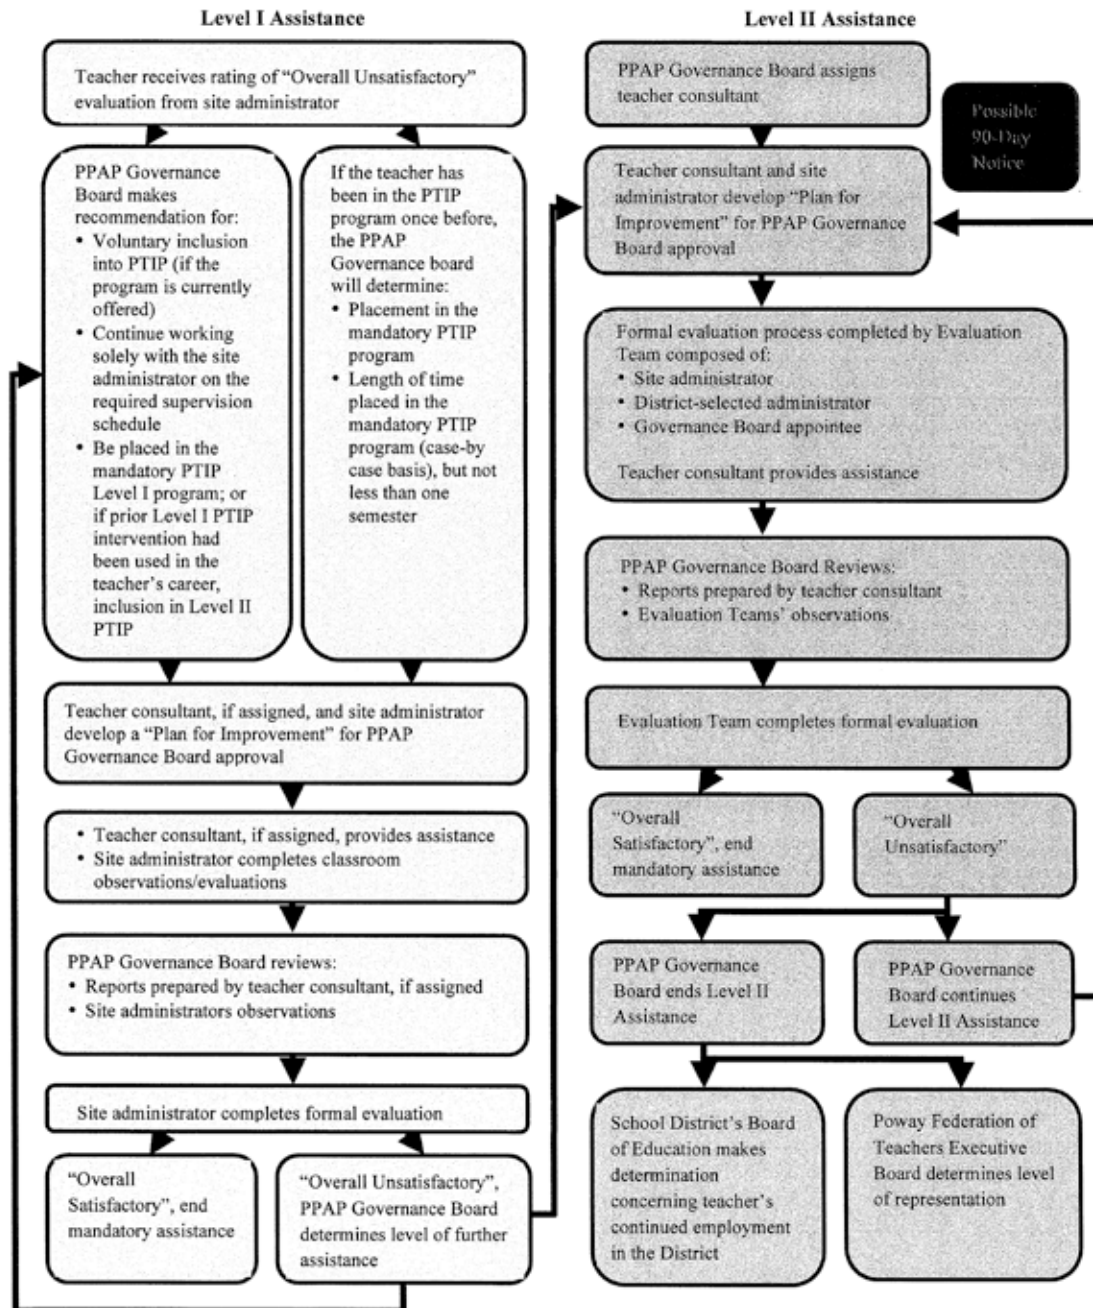 Level I Assistance
Teacher receives rating of “Overall Unsatisfactory”
evaluation from site administrator
PPAP Governance
Board makes
recommendation for:
• Voluntary inclusion
into PTIP (if the
program is currently
offered)
• Continue working
solely with the site
administrator on the
required supervision
schedule
• Be placed in the
mandatory PTIP
Level I program; or
if prior Level I PTIP
intervention had
been used in the
teacher’s career,
inclusion in Level II
PTIP
If the teacher has
been in the PTIP
program once before,
the PPAP
Governance board
will determine:
• Placement in the
mandatory PTIP
program
• Length of time
placed in the
mandatory PTIP
program (case-by
case basis), but not
less than one
semester
Teacher consultant, if assigned, and site administrator
develop a “Plan for Improvement” for PPAP
Governance Board approval
• Teacher consultant, if assigned, provides assistance
• Site administrator completes classroom
observations/evaluations
PPAP Governance Board reviews:
• Reports prepared by teacher consultant, if assigned
• Site administrators observations
Site administrator completes formal evaluation
“Overall
Satisfactory”, end
mandatory assistance
“Overall Unsatisfactory”,
PPAP Governance Board
determines level of further
assistance
Level II Assistance
PPAP Governance Board assigns
teacher consultant
Possible
90-Day
Notice
Teacher consultant and site
administrator develop “Plan for
Improvement” for PPAP Governance
Board approval
Formal evaluation process completed by Evaluation
Team composed of:
• Site administrator
• District-selected administrator
• Governance Board appointee
Teacher consultant provides assistance
PPAP Governance Board Reviews:
• Reports prepared by teacher consultant
• Evaluation Teams’ observations
Evaluation Team completes formal evaluation
“Overall
Satisfactory”, end
mandatory assistance
“Overall
Unsatisfactory”
PPAP Governance
Board ends Level II
Assistance
PPAP Governance
Board continues
Level II Assistance
School District’s Board
of Education makes
determination
concerning teacher’s
continued employment
in the District
Poway Federation of
Teachers Executive
Board determines level
of representation